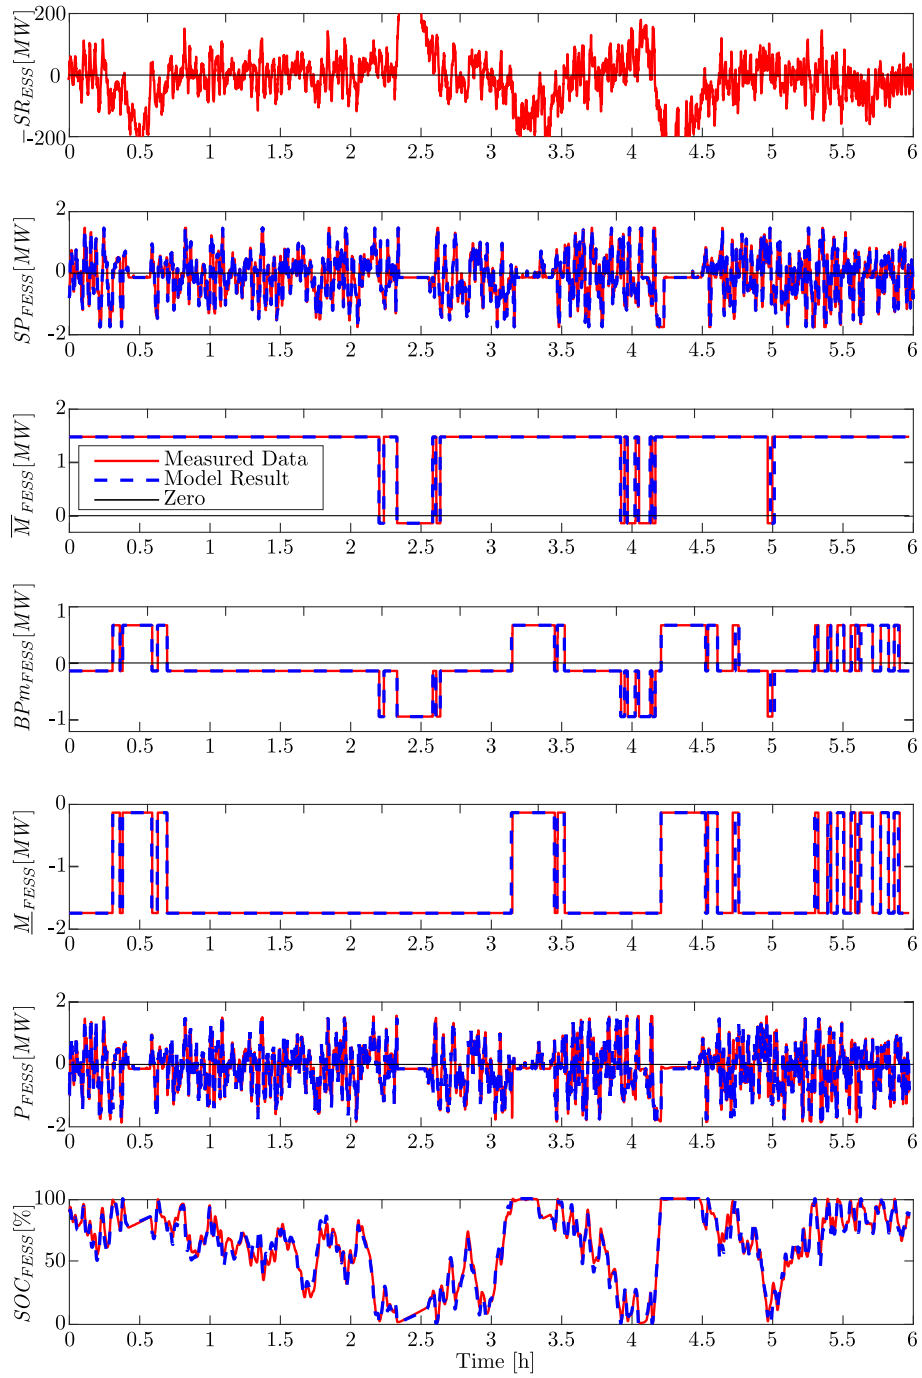 −SR_ESS [MW]
200
0
-200
0 0.5 1 1.5 2 2.5 3 3.5 4 4.5 5 5.5 6
SP_FESS [MW]
2
0
-2
0 0.5 1 1.5 2 2.5 3 3.5 4 4.5 5 5.5 6
M̅_FESS [MW]
2
1
0
Measured Data
Model Result
Zero
0 0.5 1 1.5 2 2.5 3 3.5 4 4.5 5 5.5 6
BPm_FESS [MW]
1
0
-1
0 0.5 1 1.5 2 2.5 3 3.5 4 4.5 5 5.5 6
M̲_FESS [MW]
0
-1
-2
0 0.5 1 1.5 2 2.5 3 3.5 4 4.5 5 5.5 6
P_FESS [MW]
2
0
-2
0 0.5 1 1.5 2 2.5 3 3.5 4 4.5 5 5.5 6
SOC_FESS [%]
100
50
0
0 0.5 1 1.5 2 2.5 3 3.5 4 4.5 5 5.5 6
Time [h]